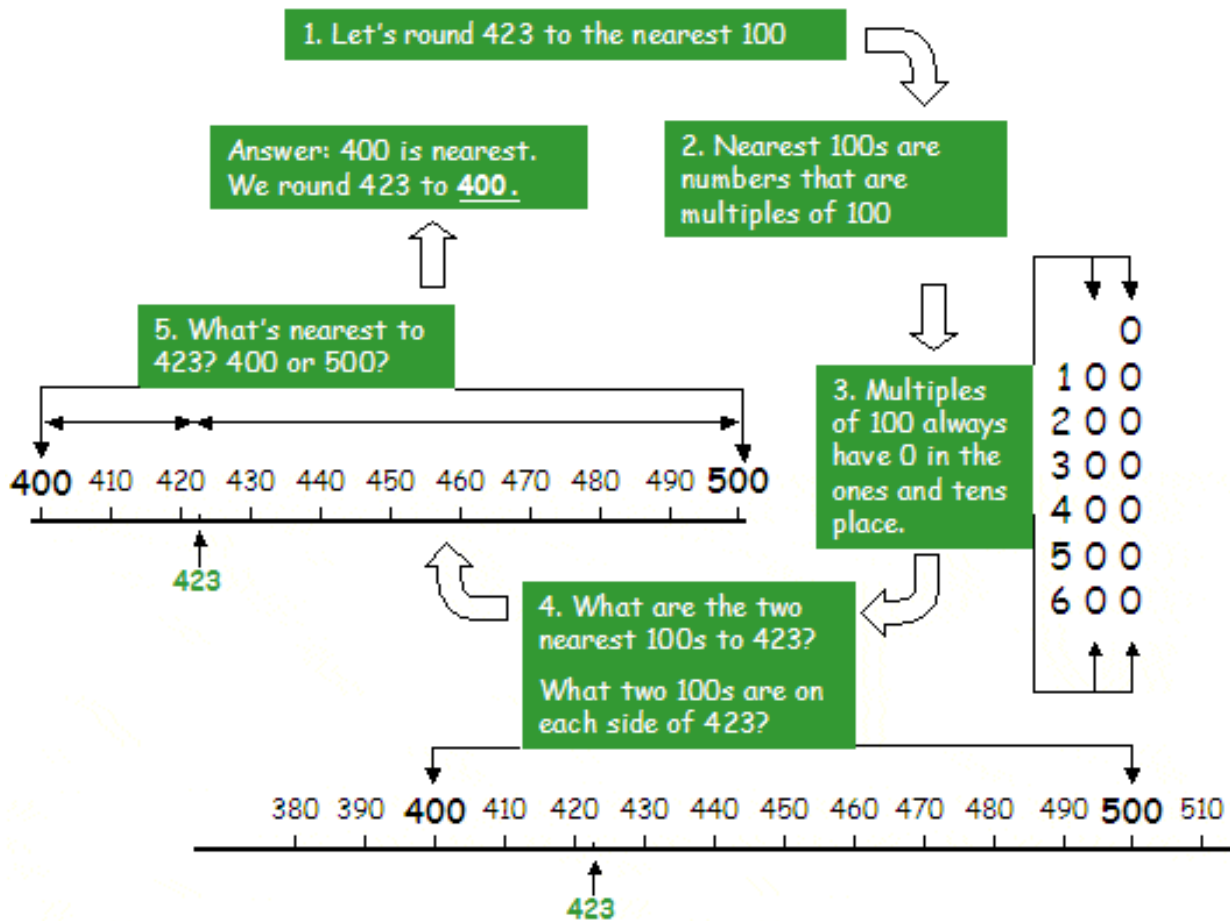 1. Let's round 423 to the nearest 100
2. Nearest 100s are
numbers that are
multiples of 100
3. Multiples
of 100 always
have 0 in the
ones and tens
place.
0
100
200
300
400
500
600
4. What are the two
nearest 100s to 423?
What two 100s are on
each side of 423?
380 390 400 410 420 430 440 450 460 470 480 490 500 510
423
5. What's nearest to
423? 400 or 500?
400 410 420 430 440 450 460 470 480 490 500
423
Answer: 400 is nearest.
We round 423 to 400.